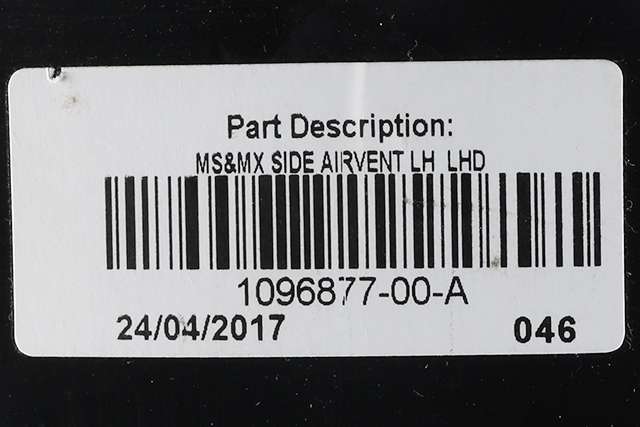 Part Description:
MS&MX SIDE AIRVENT LH LHD
1096877-00-A
24/04/2017 046